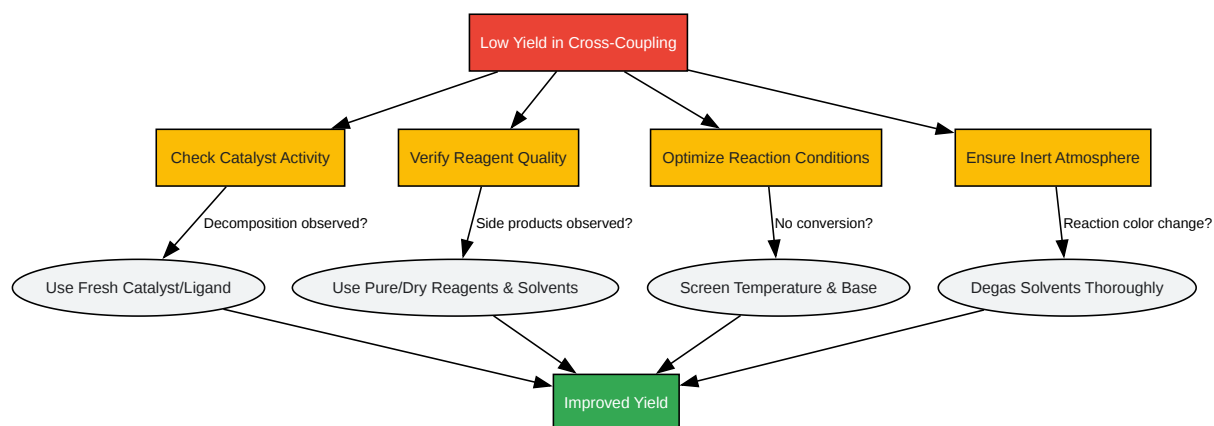 Low Yield in Cross-Coupling
Check Catalyst Activity
Verify Reagent Quality
Optimize Reaction Conditions
Ensure Inert Atmosphere
Decomposition observed?
Side products observed?
No conversion?
Reaction color change?
Use Fresh Catalyst/Ligand
Use Pure/Dry Reagents & Solvents
Screen Temperature & Base
Degas Solvents Thoroughly
Improved Yield